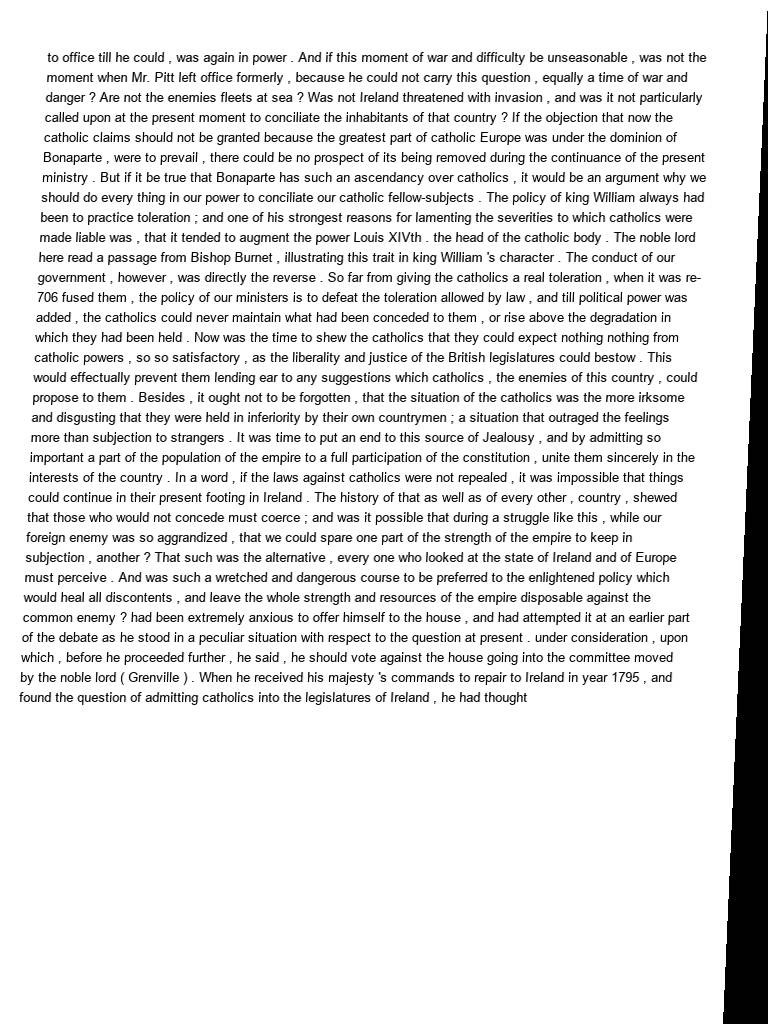 to office till he could , was again in power . And if this moment of war and difficulty be unseasonable , was not the
moment when Mr. Pitt left office formerly , because he could not carry this question , equally a time of war and
danger ? Are not the enemies fleets at sea ? Was not Ireland threatened with invasion , and was it not particularly
called upon at the present moment to conciliate the inhabitants of that country ? If the objection that now the
catholic claims should not be granted because the greatest part of catholic Europe was under the dominion of
Bonaparte , were to prevail , there could be no prospect of its being removed during the continuance of the present
ministry . But if it be true that Bonaparte has such an ascendancy over catholics , it would be an argument why we
should do every thing in our power to conciliate our catholic fellow-subjects . The policy of king William always had
been to practice toleration ; and one of his strongest reasons for lamenting the severities to which catholics were
made liable was , that it tended to augment the power Louis XIVth . the head of the catholic body . The noble lord
here read a passage from Bishop Burnet , illustrating this trait in king William 's character . The conduct of our
government , however , was directly the reverse . So far from giving the catholics a real toleration , when it was re-
706 fused them , the policy of our ministers is to defeat the toleration allowed by law , and till political power was
added , the catholics could never maintain what had been conceded to them , or rise above the degradation in
which they had been held . Now was the time to shew the catholics that they could expect nothing nothing from
catholic powers , so so satisfactory , as the liberality and justice of the British legislatures could bestow . This
would effectually prevent them lending ear to any suggestions which catholics , the enemies of this country , could
propose to them . Besides , it ought not to be forgotten , that the situation of the catholics was the more irksome
and disgusting that they were held in inferiority by their own countrymen ; a situation that outraged the feelings
more than subjection to strangers . It was time to put an end to this source of Jealousy , and by admitting so
important a part of the population of the empire to a full participation of the constitution , unite them sincerely in the
interests of the country . In a word , if the laws against catholics were not repealed , it was impossible that things
could continue in their present footing in Ireland . The history of that as well as of every other , country , shewed
that those who would not concede must coerce ; and was it possible that during a struggle like this , while our
foreign enemy was so aggrandized , that we could spare one part of the strength of the empire to keep in
subjection , another ? That such was the alternative , every one who looked at the state of Ireland and of Europe
must perceive . And was such a wretched and dangerous course to be preferred to the enlightened policy which
would heal all discontents , and leave the whole strength and resources of the empire disposable against the
common enemy ? had been extremely anxious to offer himself to the house , and had attempted it at an earlier part
of the debate as he stood in a peculiar situation with respect to the question at present . under consideration , upon
which , before he proceeded further , he said , he should vote against the house going into the committee moved
by the noble lord ( Grenville ) . When he received his majesty 's commands to repair to Ireland in year 1795 , and
found the question of admitting catholics into the legislatures of Ireland , he had thought